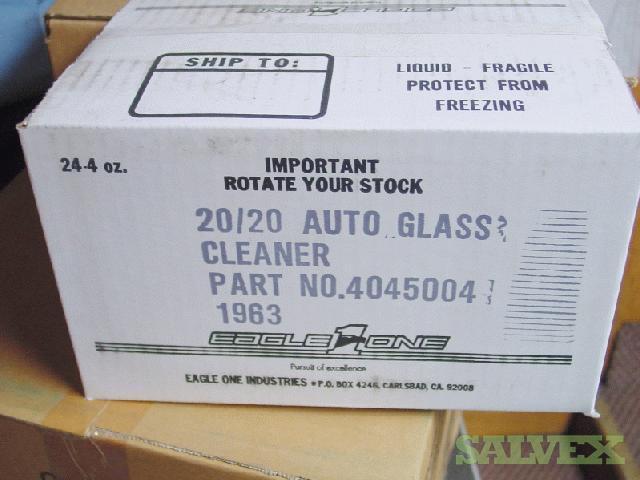 SHIP TO:
LIQUID - FRAGILE
PROTECT FROM
FREEZING
24-4 oz.
IMPORTANT
ROTATE YOUR STOCK
20/20 AUTO GLASS
CLEANER
PART NO.4045004
1963
EAGLE 1 ONE
Pursuit of excellence
EAGLE ONE INDUSTRIES • P.O. BOX 4246, CARLSBAD, CA. 92008
SALVEX